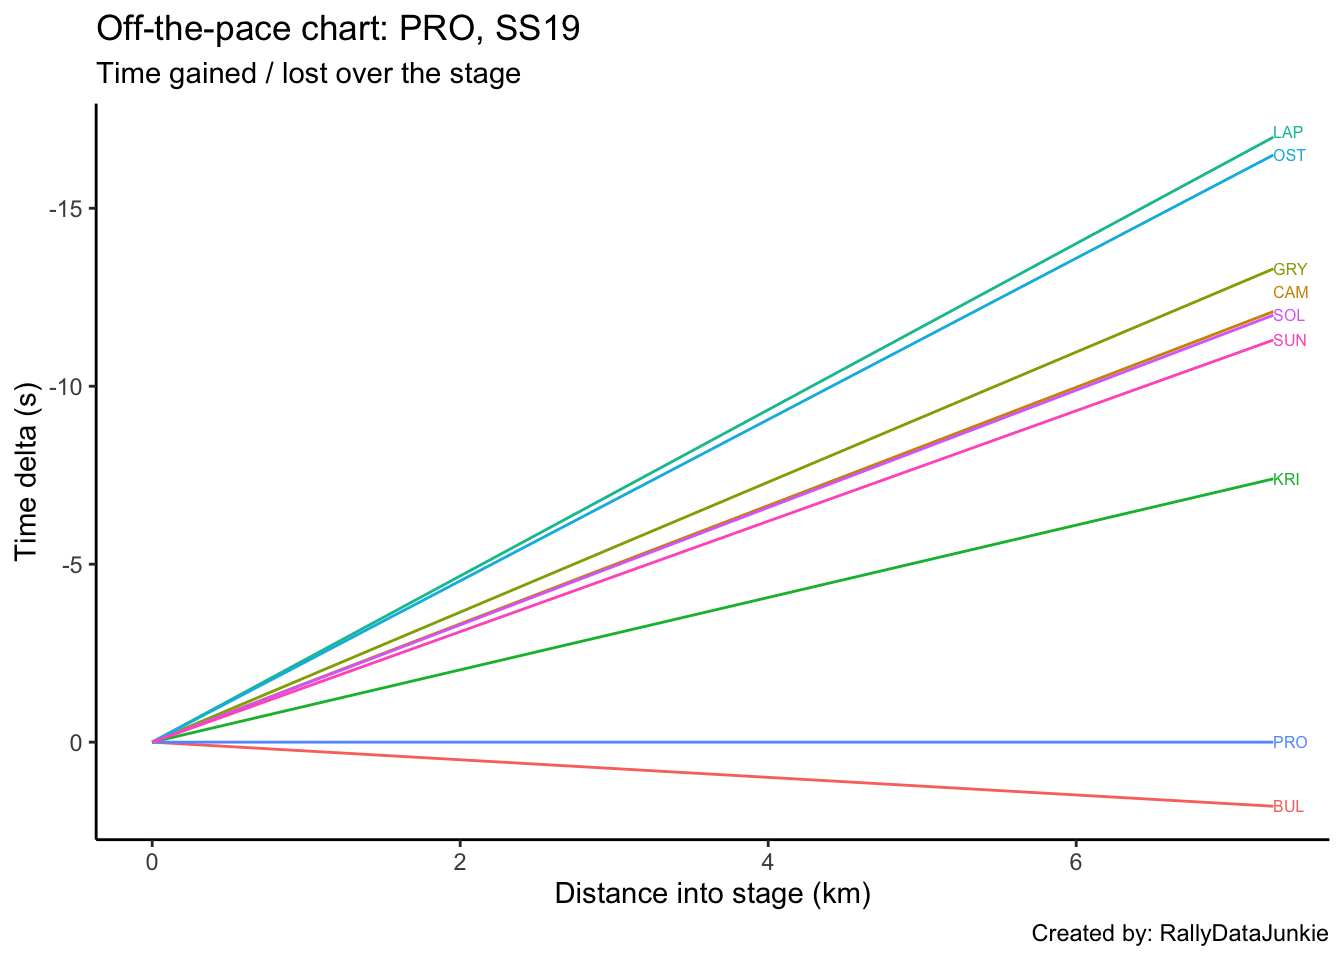 Off-the-pace chart: PRO, SS19
Time gained / lost over the stage
LAP
OST
-15
GRY
CAM
SOL
SUN
-10
KRI
-5
Time delta (s)
0
PRO
BUL
0 2 4 6
Distance into stage (km)
Created by: RallyDataJunkie